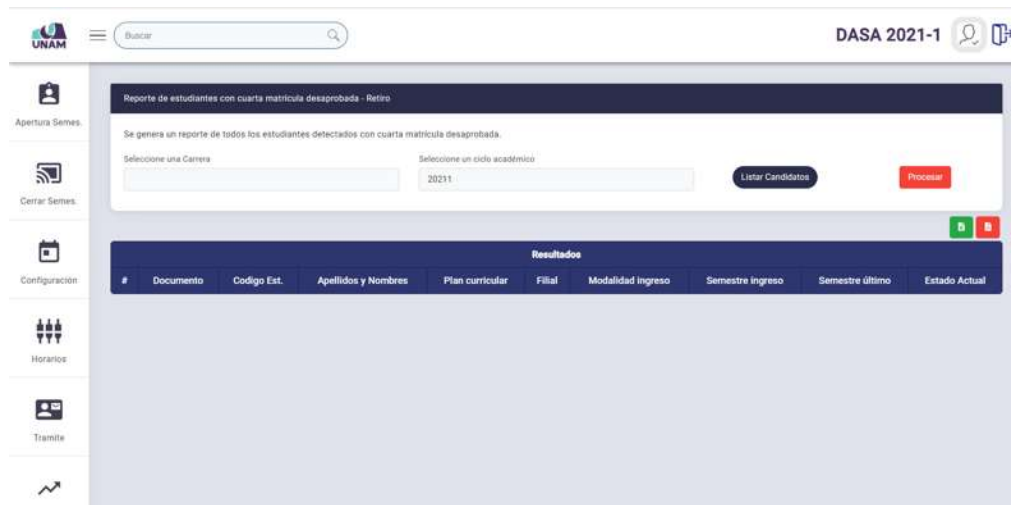 UNAM
Buscar
DASA 2021-1
Apertura Semes.
Cerrar Semes.
Configuración
Horarios
Tramite
Reporte de estudiantes con cuarta matricula desaprobada - Retiro
Se genera un reporte de todos los estudiantes detectados con cuarta matrícula desaprobada.
Seleccione una Carrera
Seleccione un ciclo académico
20211
Listar Candidatos
Procesar
Resultados
# Documento Codigo Est. Apellidos y Nombres Plan curricular Filial Modalidad ingreso Semestre ingreso Semestre último Estado Actual